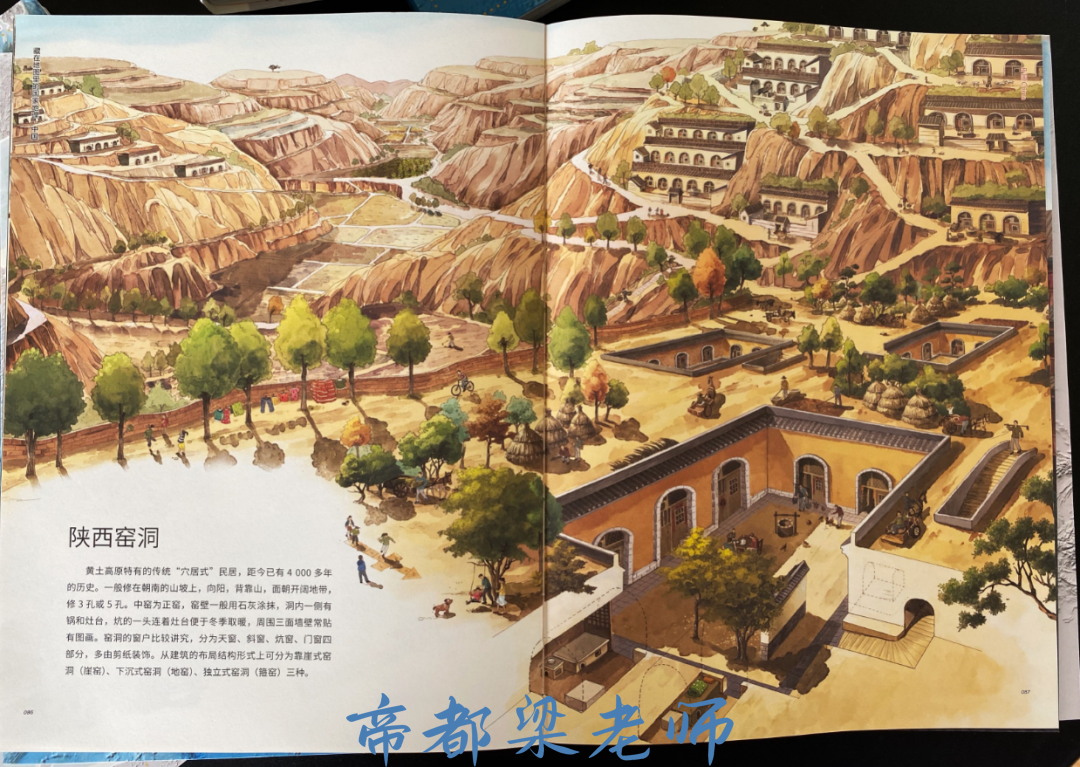 陕西窑洞
黄土高原特有的传统“穴居式”民居，距今已有 4 000 多年
的历史。一般修在朝南的山坡上，向阳，背靠山，面朝开阔地带，
修 3 孔或 5 孔。中窑为正窑，窑壁一般用石灰涂抹，洞内一侧有
锅和灶台，炕的一头连着灶台便于冬季取暖，周围三面墙壁常贴
有图画。窑洞的窗户比较讲究，分为天窗、斜窗、炕窗、门窗四
部分，多由剪纸装饰。从建筑的布局结构形式上可分为靠崖式窑
洞（崖窑）、下沉式窑洞（地窑）、独立式窑洞（箍窑）三种。
086
087
帝都梁老师